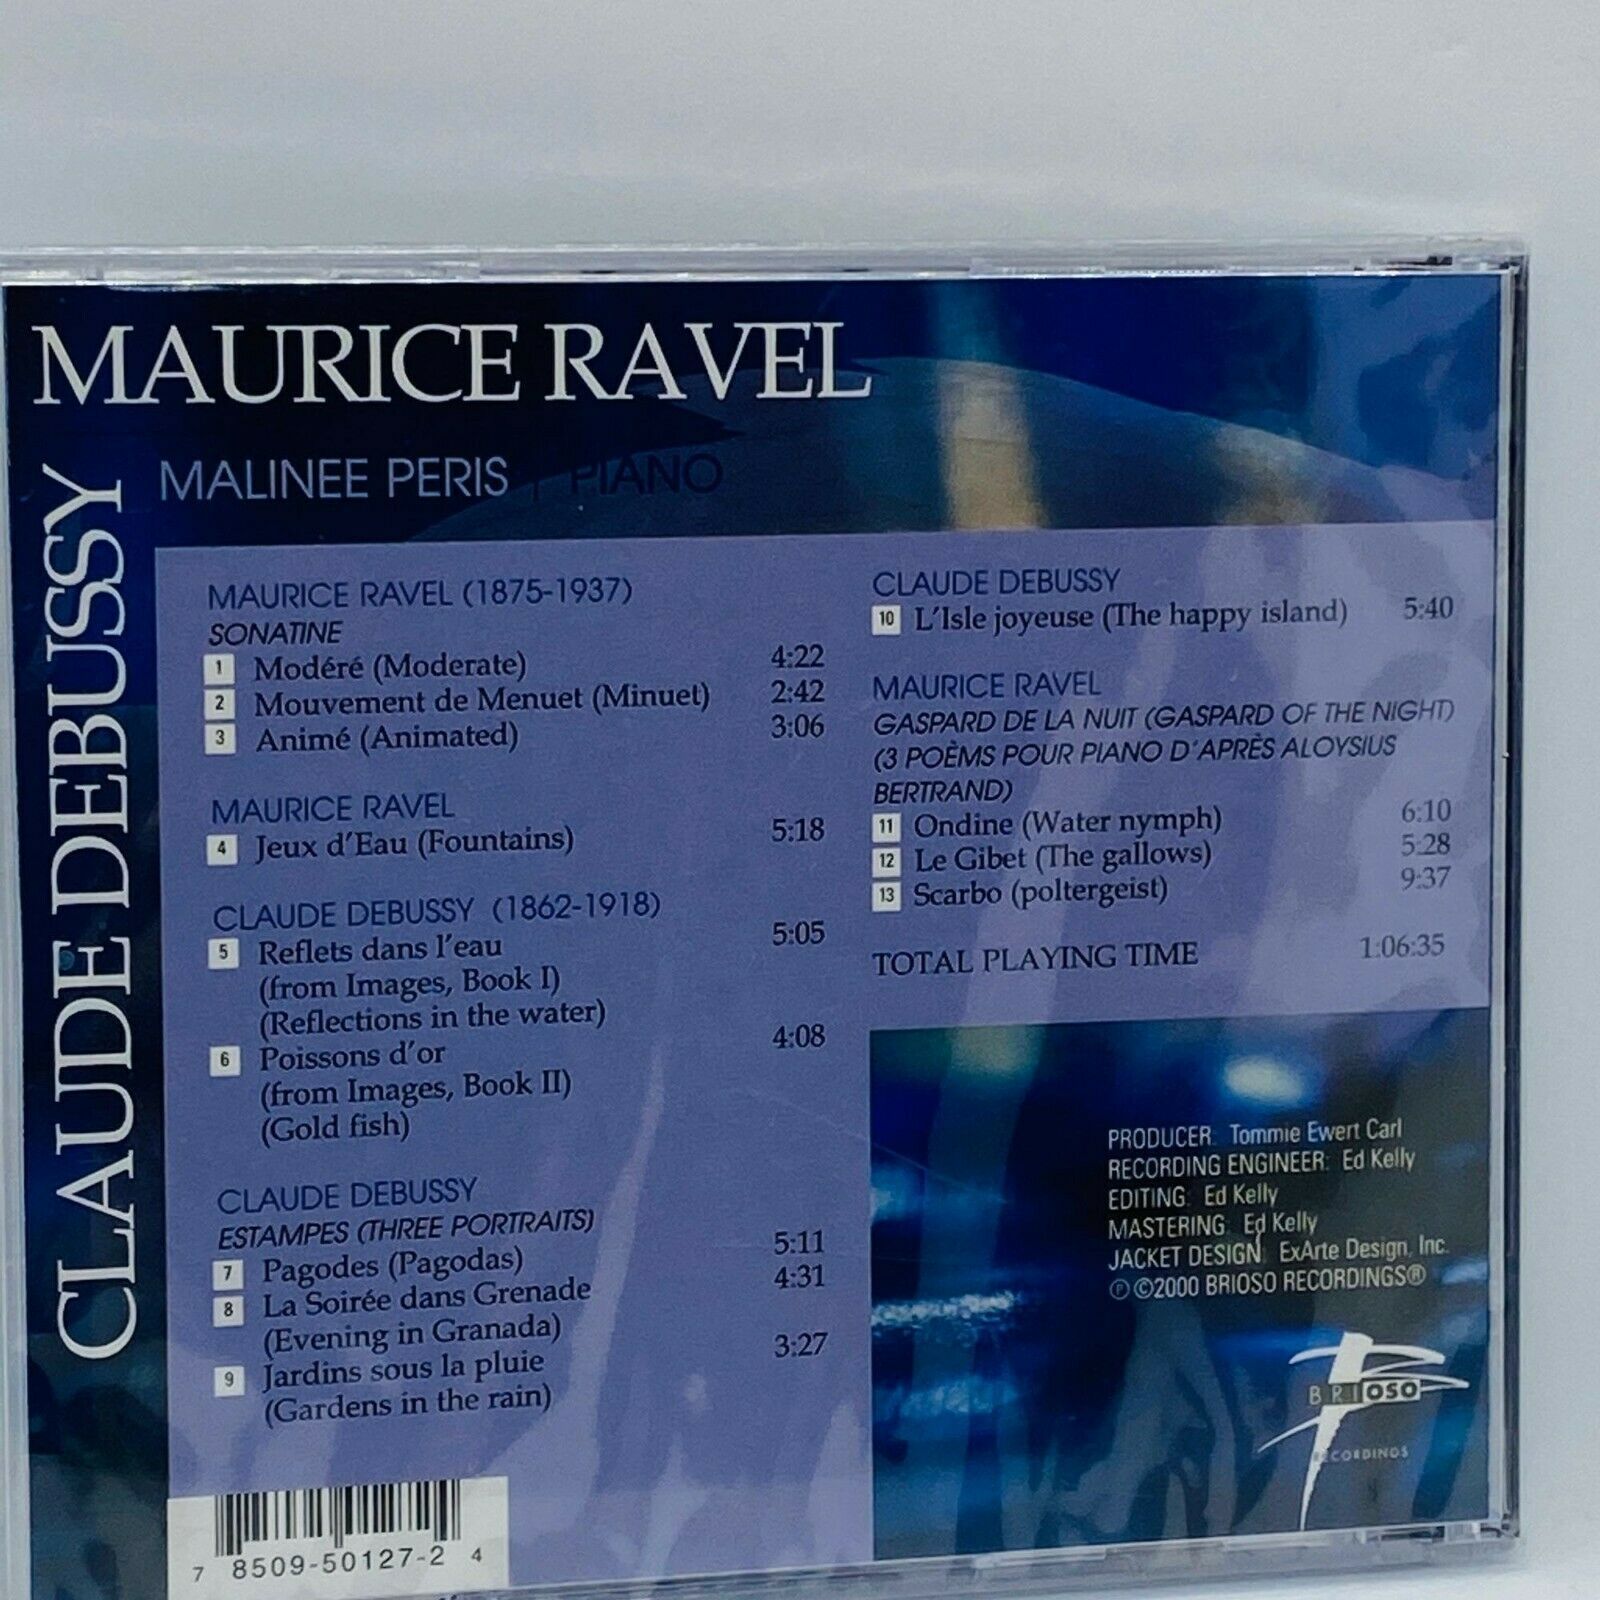 MAURICE RAVEL
CLAUDE DEBUSSY
MALINEE PERIS | PIANO
MAURICE RAVEL (1875-1937)
SONATINE
1 Modéré (Moderate) 4:22
2 Mouvement de Menuet (Minuet) 2:42
3 Animé (Animated) 3:06
MAURICE RAVEL
4 Jeux d'Eau (Fountains) 5:18
CLAUDE DEBUSSY (1862-1918)
5 Reflets dans l'eau 5:05
(from Images, Book I)
(Reflections in the water)
6 Poissons d'or 4:08
(from Images, Book II)
(Gold fish)
CLAUDE DEBUSSY
ESTAMPES (THREE PORTRAITS)
7 Pagodes (Pagodas) 5:11
8 La Soirée dans Grenade 4:31
(Evening in Granada)
9 Jardins sous la pluie 3:27
(Gardens in the rain)
CLAUDE DEBUSSY
10 L'Isle joyeuse (The happy island) 5:40
MAURICE RAVEL
GASPARD DE LA NUIT (GASPARD OF THE NIGHT)
(3 POÈMS POUR PIANO D'APRÈS ALOYSIUS
BERTRAND)
11 Ondine (Water nymph) 6:10
12 Le Gibet (The gallows) 5:28
13 Scarbo (poltergeist) 9:37
TOTAL PLAYING TIME 1:06:35
PRODUCER: Tommie Ewert Carl
RECORDING ENGINEER: Ed Kelly
EDITING: Ed Kelly
MASTERING: Ed Kelly
JACKET DESIGN: ExArte Design, Inc.
℗©2000 BRIOSO RECORDINGS®
BRIOSO
RECORDINGS
7 8509-50127-2 4